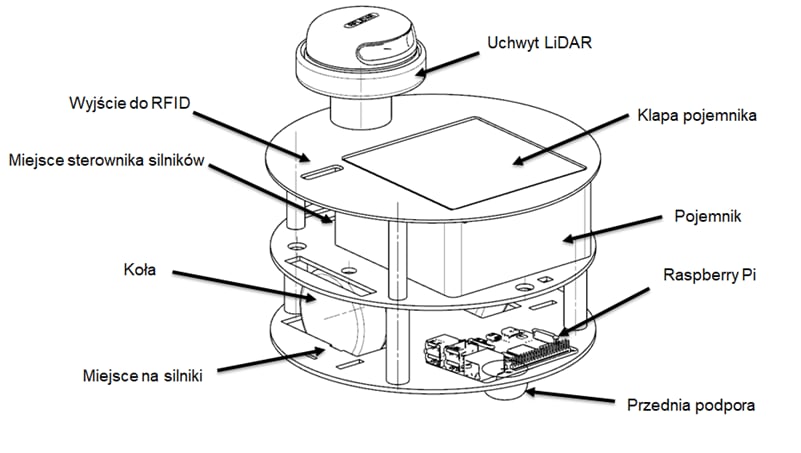 Uchwyt LiDAR
Wyjście do RFID
Klapa pojemnika
Miejsce sterownika silników
Pojemnik
Koła
Raspberry Pi
Miejsce na silniki
Przednia podpora